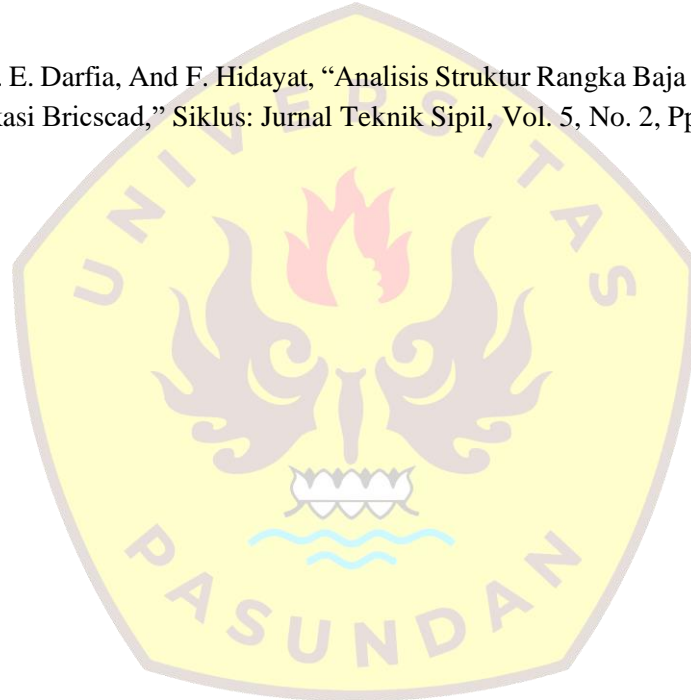 . E. Darfia, And F. Hidayat, “Analisis Struktur Rangka Baja
asi Bricscad,” Siklus: Jurnal Teknik Sipil, Vol. 5, No. 2, Pp
UNIVERSITAS
PASUNDAN